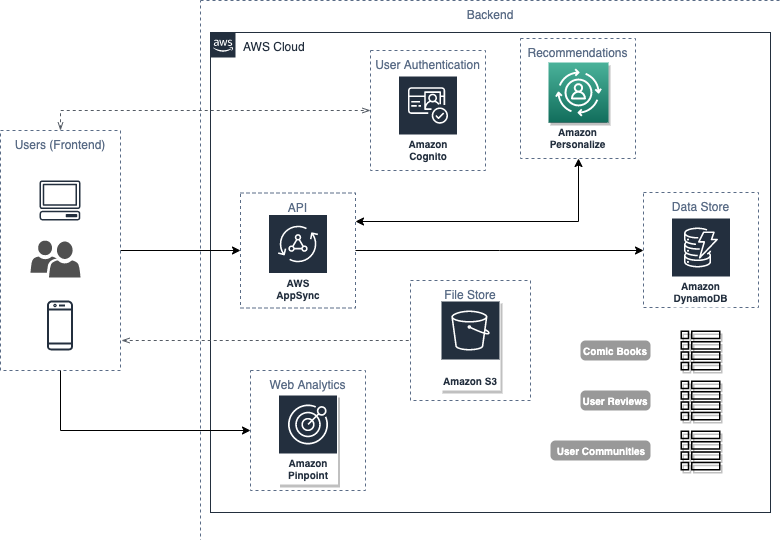 Backend
aws
AWS Cloud
User Authentication
Amazon
Cognito
Recommendations
Amazon
Personalize
Users (Frontend)
API
AWS
AppSync
Data Store
Amazon
DynamoDB
File Store
Amazon S3
Comic Books
User Reviews
User Communities
Web Analytics
Amazon
Pinpoint